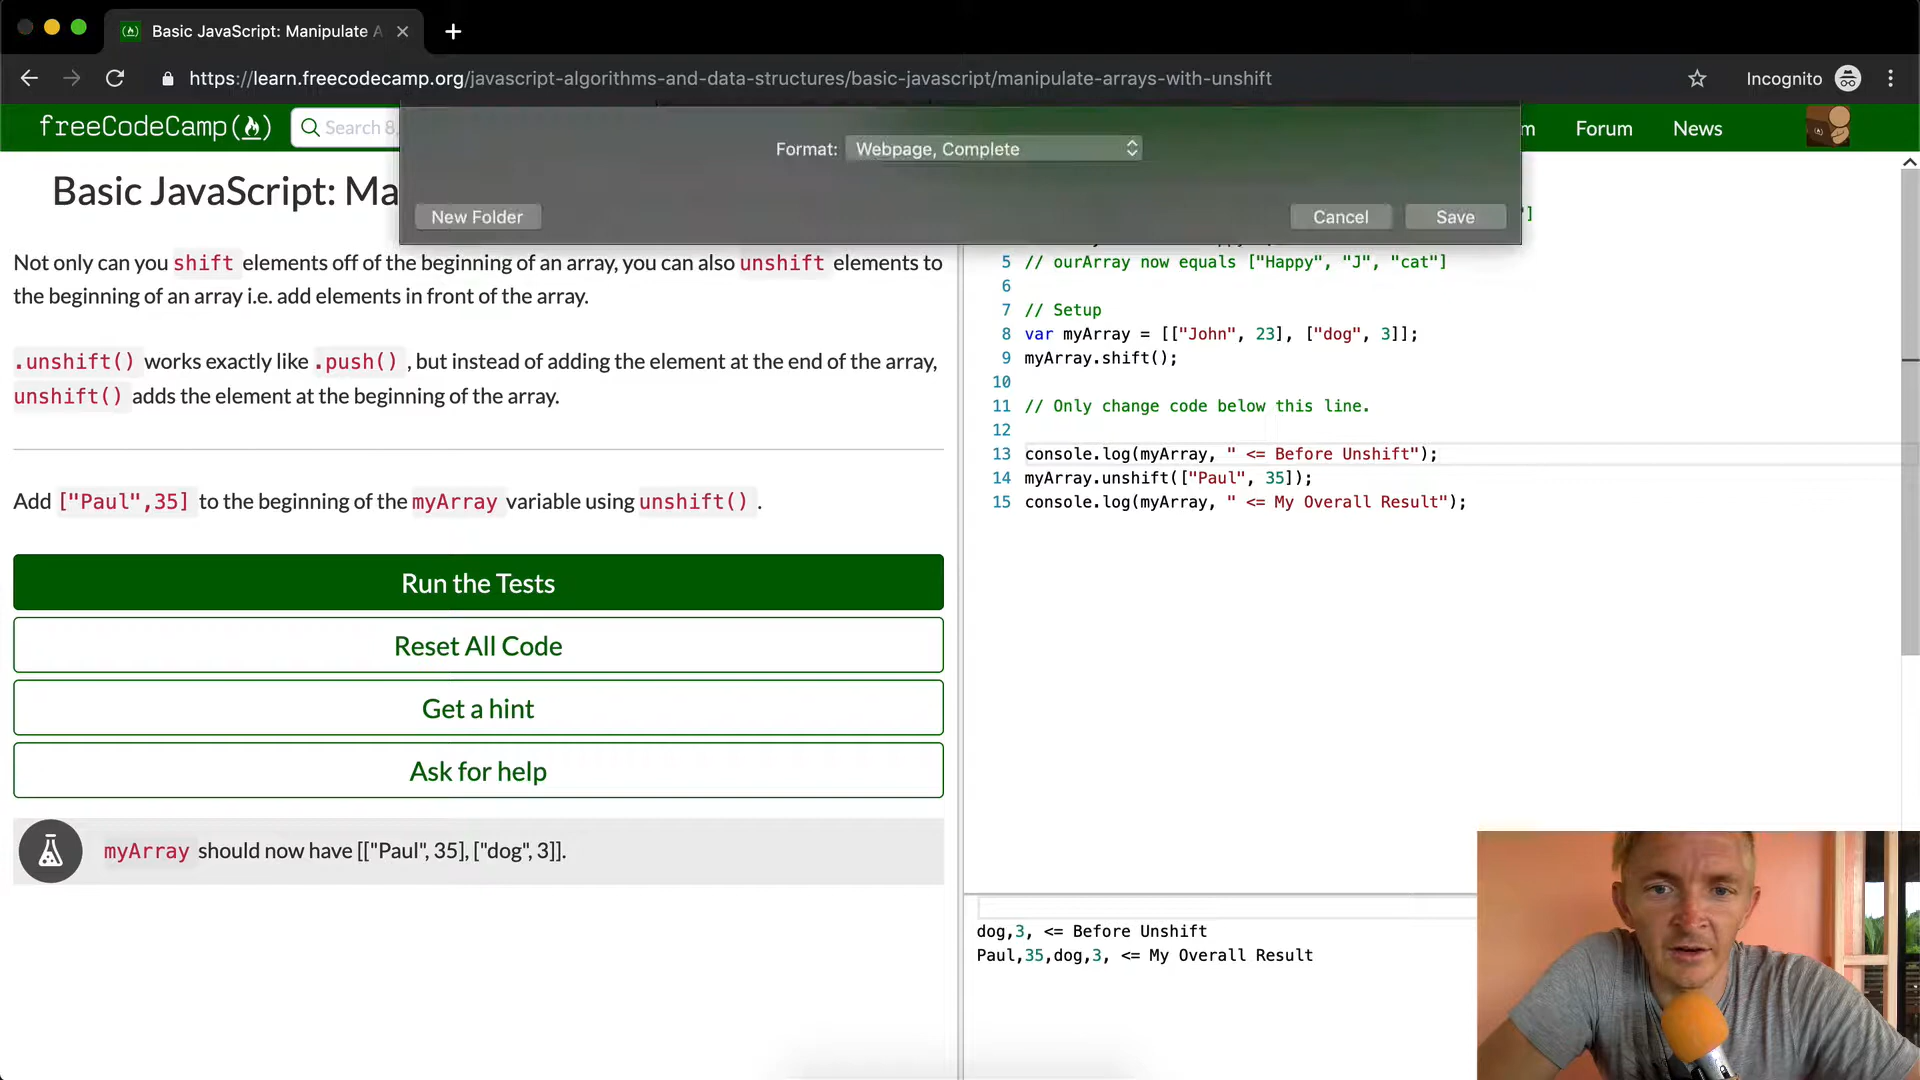 Basic JavaScript: Manipulate A
https://learn.freecodecamp.org/javascript-algorithms-and-data-structures/basic-javascript/manipulate-arrays-with-unshift
Incognito
freeCodeCamp
Search 8,
Format: Webpage, Complete
New Folder
Cancel
Save
m
Forum
News
Basic JavaScript: Ma
Not only can you shift elements off of the beginning of an array, you can also unshift elements to
the beginning of an array i.e. add elements in front of the array.
.unshift() works exactly like .push() , but instead of adding the element at the end of the array,
unshift() adds the element at the beginning of the array.
Add ["Paul",35] to the beginning of the myArray variable using unshift() .
Run the Tests
Reset All Code
Get a hint
Ask for help
myArray should now have [["Paul", 35], ["dog", 3]].
"]
5 // ourArray now equals ["Happy", "J", "cat"]
6
7 // Setup
8 var myArray = [["John", 23], ["dog", 3]];
9 myArray.shift();
10
11 // Only change code below this line.
12
13 console.log(myArray, " <= Before Unshift");
14 myArray.unshift(["Paul", 35]);
15 console.log(myArray, " <= My Overall Result");
dog,3, <= Before Unshift
Paul,35,dog,3, <= My Overall Result